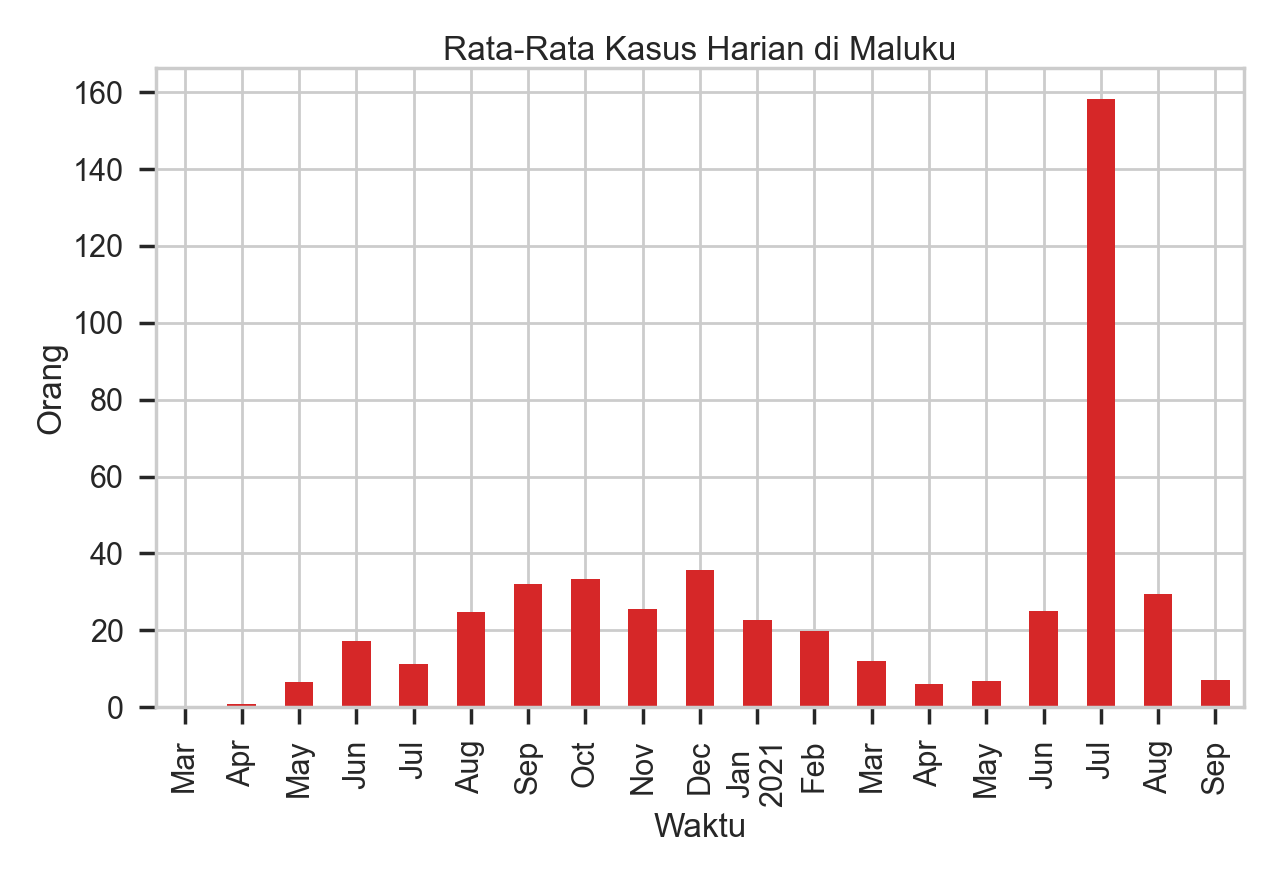 Rata-Rata Kasus Harian di Maluku
160
140
120
100
80
60
40
20
0
Orang
Mar
Apr
May
Jun
Jul
Aug
Sep
Oct
Nov
Dec
Jan
2021
Feb
Mar
Apr
May
Jun
Jul
Aug
Sep
Waktu